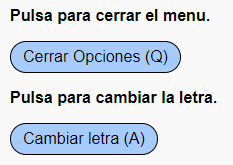 Pulsa para cerrar el menu.
Cerrar Opciones (Q)
Pulsa para cambiar la letra.
Cambiar letra (A)